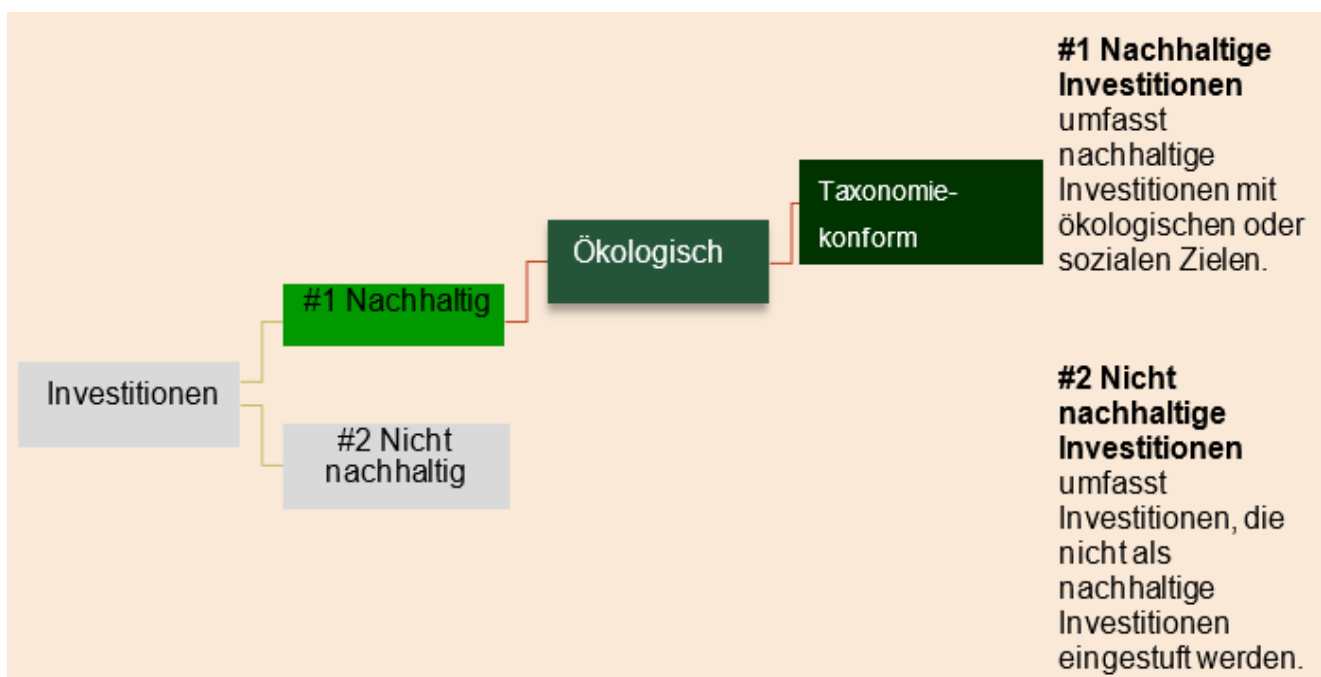 Investitionen
#1 Nachhaltig
#2 Nicht
nachhaltig
Ökologisch
Taxonomie-
konform
#1 Nachhaltige
Investitionen
umfasst
nachhaltige
Investitionen mit
ökologischen oder
sozialen Zielen.
#2 Nicht
nachhaltige
Investitionen
umfasst
Investitionen, die
nicht als
nachhaltige
Investitionen
eingestuft werden.